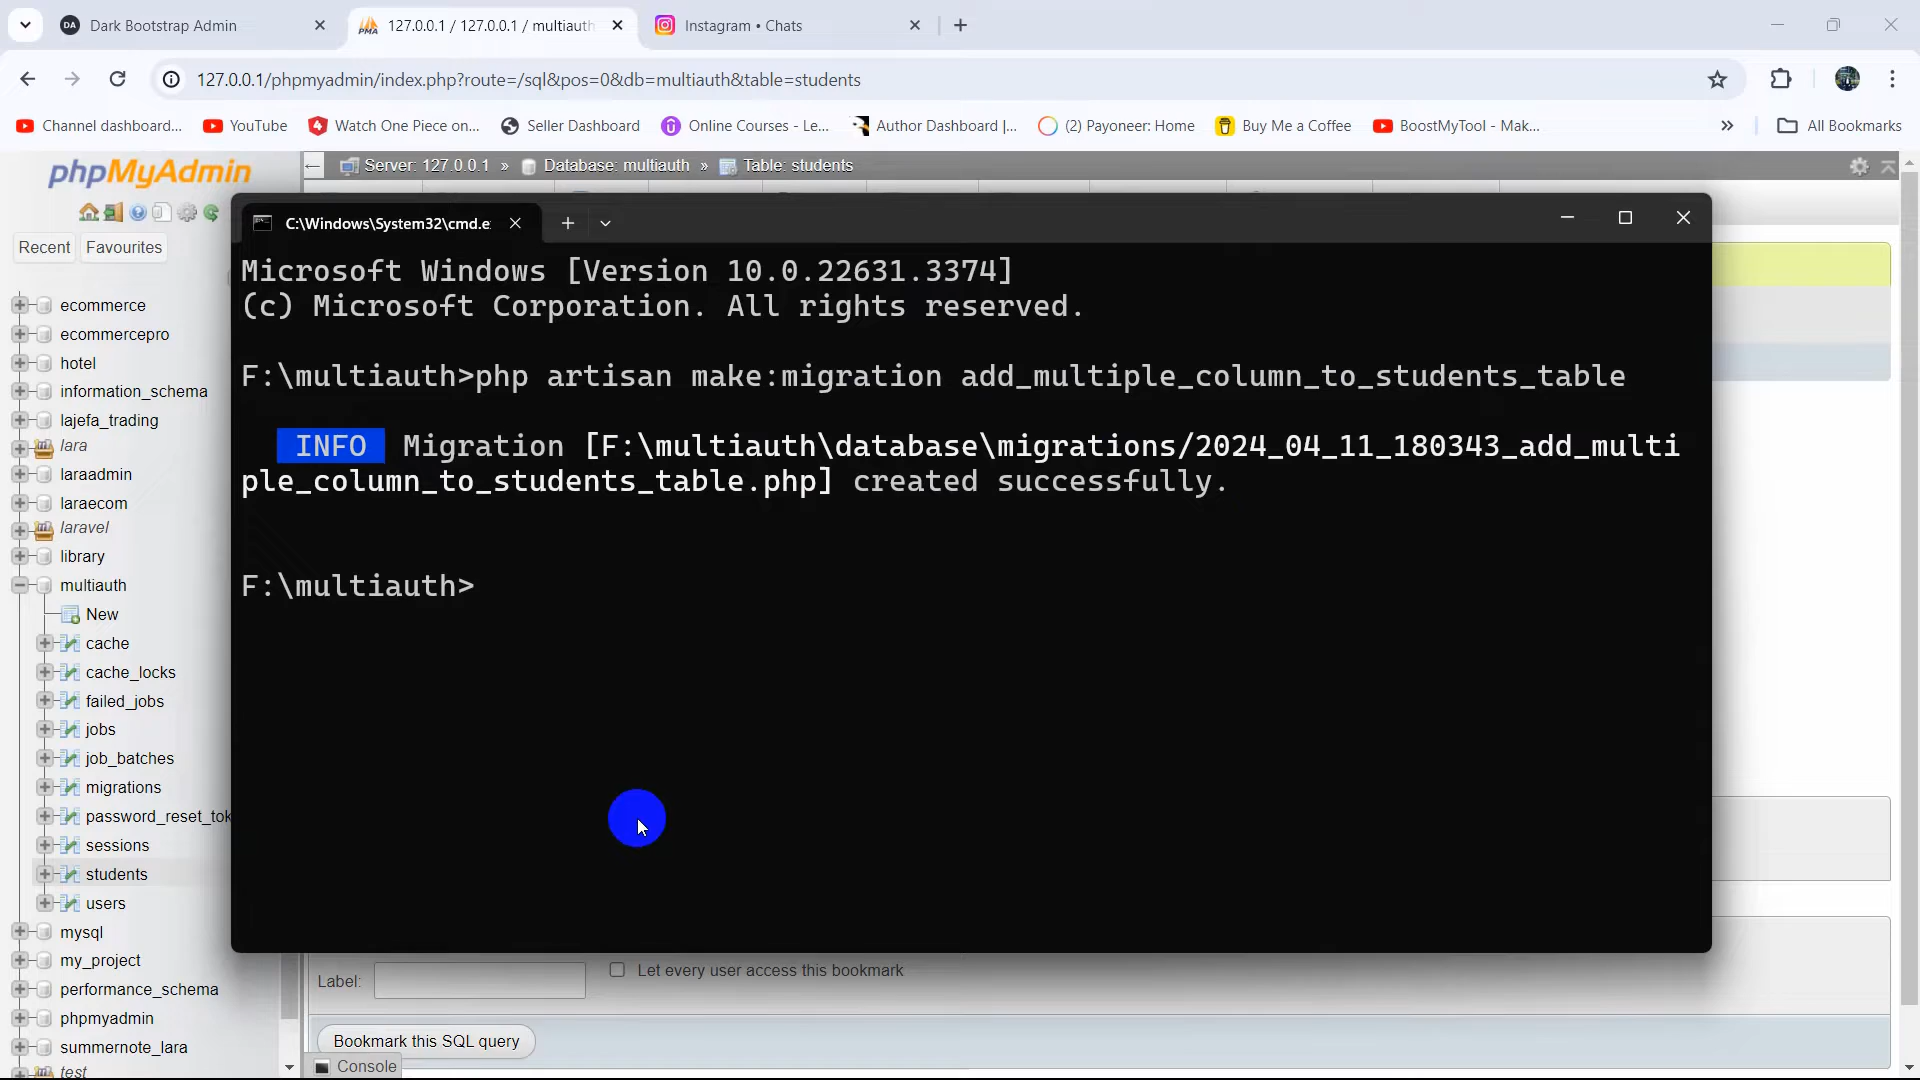 Dark Bootstrap Admin
127.0.0.1 / 127.0.0.1 / multiauth
Instagram • Chats
127.0.0.1/phpmyadmin/index.php?route=/sql&pos=0&db=multiauth&table=students
Channel dashboard...
YouTube
Watch One Piece on...
Seller Dashboard
Online Courses - Le...
Author Dashboard |...
(2) Payoneer: Home
Buy Me a Coffee
BoostMyTool - Mak...
»
All Bookmarks
phpMyAdmin
Server: 127.0.0.1 » Database: multiauth » Table: students
Recent
Favourites
ecommerce
ecommercepro
hotel
information_schema
lajefa_trading
lara
laraadmin
laraecom
laravel
library
multiauth
New
cache
cache_locks
failed_jobs
jobs
job_batches
migrations
password_reset_tok
sessions
students
users
mysql
my_project
performance_schema
phpmyadmin
summernote_lara
test
C:\Windows\System32\cmd.e
Microsoft Windows [Version 10.0.22631.3374]
(c) Microsoft Corporation. All rights reserved.
F:\multiauth>php artisan make:migration add_multiple_column_to_students_table
INFO Migration [F:\multiauth\database\migrations/2024_04_11_180343_add_multi
ple_column_to_students_table.php] created successfully.
F:\multiauth>
Label:
Let every user access this bookmark
Bookmark this SQL query
Console